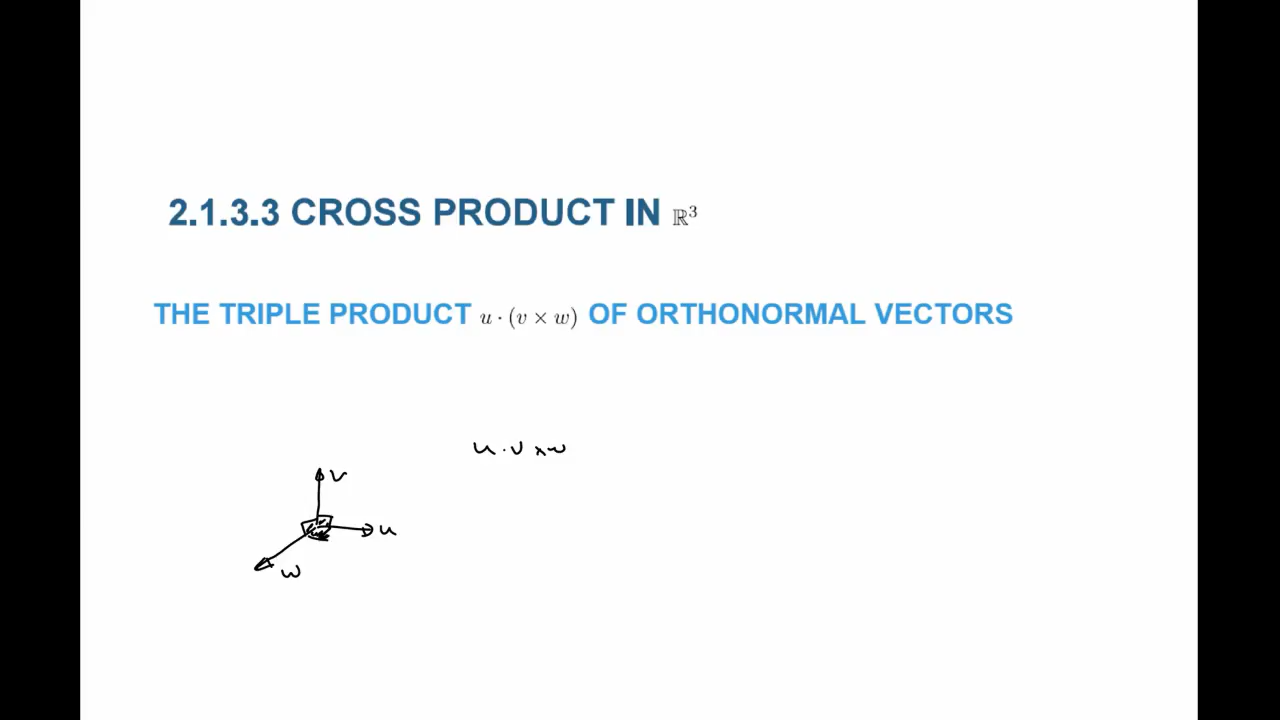 2.1.3.3 CROSS PRODUCT IN ℝ³
THE TRIPLE PRODUCT u · (v × w) OF ORTHONORMAL VECTORS
u · v × w
v
u
w